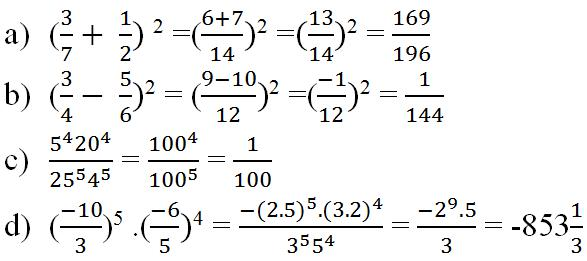 a) (3/7 + 1/2)² =(6+7/14)² =(13/14)² = 169/196
b) (3/4 − 5/6)² = (9−10/12)² =(−1/12)² = 1/144
c) 5⁴20⁴/25⁵4⁵ = 100⁴/100⁵ = 1/100
d) (−10/3)⁵ .(−6/5)⁴ = −(2.5)⁵.(3.2)⁴/3⁵5⁴ = −2⁹.5/3 = -853 1/3